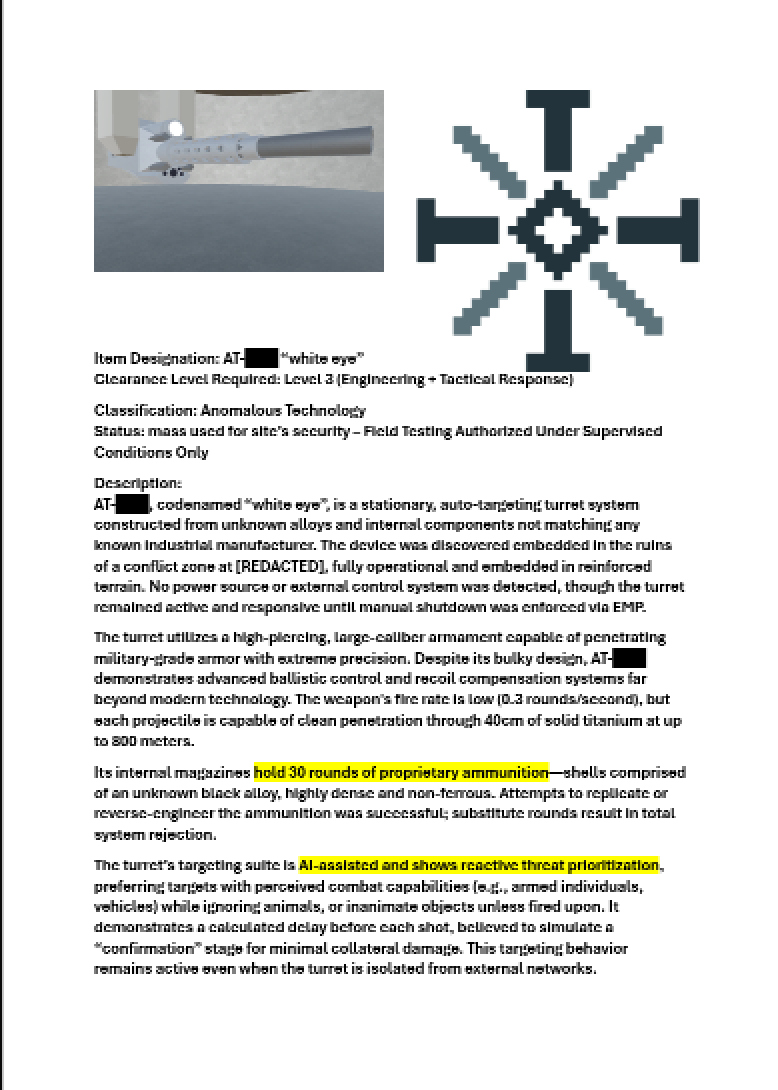 Item Designation: AT- “white eye”
Clearance Level Required: Level 3 (Engineering + Tactical Response)
Classification: Anomalous Technology
Status: mass used for site’s security – Field Testing Authorized Under Supervised
Conditions Only
Description:
AT- , codenamed “white eye”, is a stationary, auto-targeting turret system
constructed from unknown alloys and internal components not matching any
known industrial manufacturer. The device was discovered embedded in the ruins
of a conflict zone at [REDACTED], fully operational and embedded in reinforced
terrain. No power source or external control system was detected, though the turret
remained active and responsive until manual shutdown was enforced via EMP.
The turret utilizes a high-piercing, large-caliber armament capable of penetrating
military-grade armor with extreme precision. Despite its bulky design, AT-
demonstrates advanced ballistic control and recoil compensation systems far
beyond modern technology. The weapon’s fire rate is low (0.3 rounds/second), but
each projectile is capable of clean penetration through 40cm of solid titanium at up
to 800 meters.
Its internal magazines hold 30 rounds of proprietary ammunition—shells comprised
of an unknown black alloy, highly dense and non-ferrous. Attempts to replicate or
reverse-engineer the ammunition was successful; substitute rounds result in total
system rejection.
The turret’s targeting suite is AI-assisted and shows reactive threat prioritization,
preferring targets with perceived combat capabilities (e.g., armed individuals,
vehicles) while ignoring animals, or inanimate objects unless fired upon. It
demonstrates a calculated delay before each shot, believed to simulate a
“confirmation” stage for minimal collateral damage. This targeting behavior
remains active even when the turret is isolated from external networks.